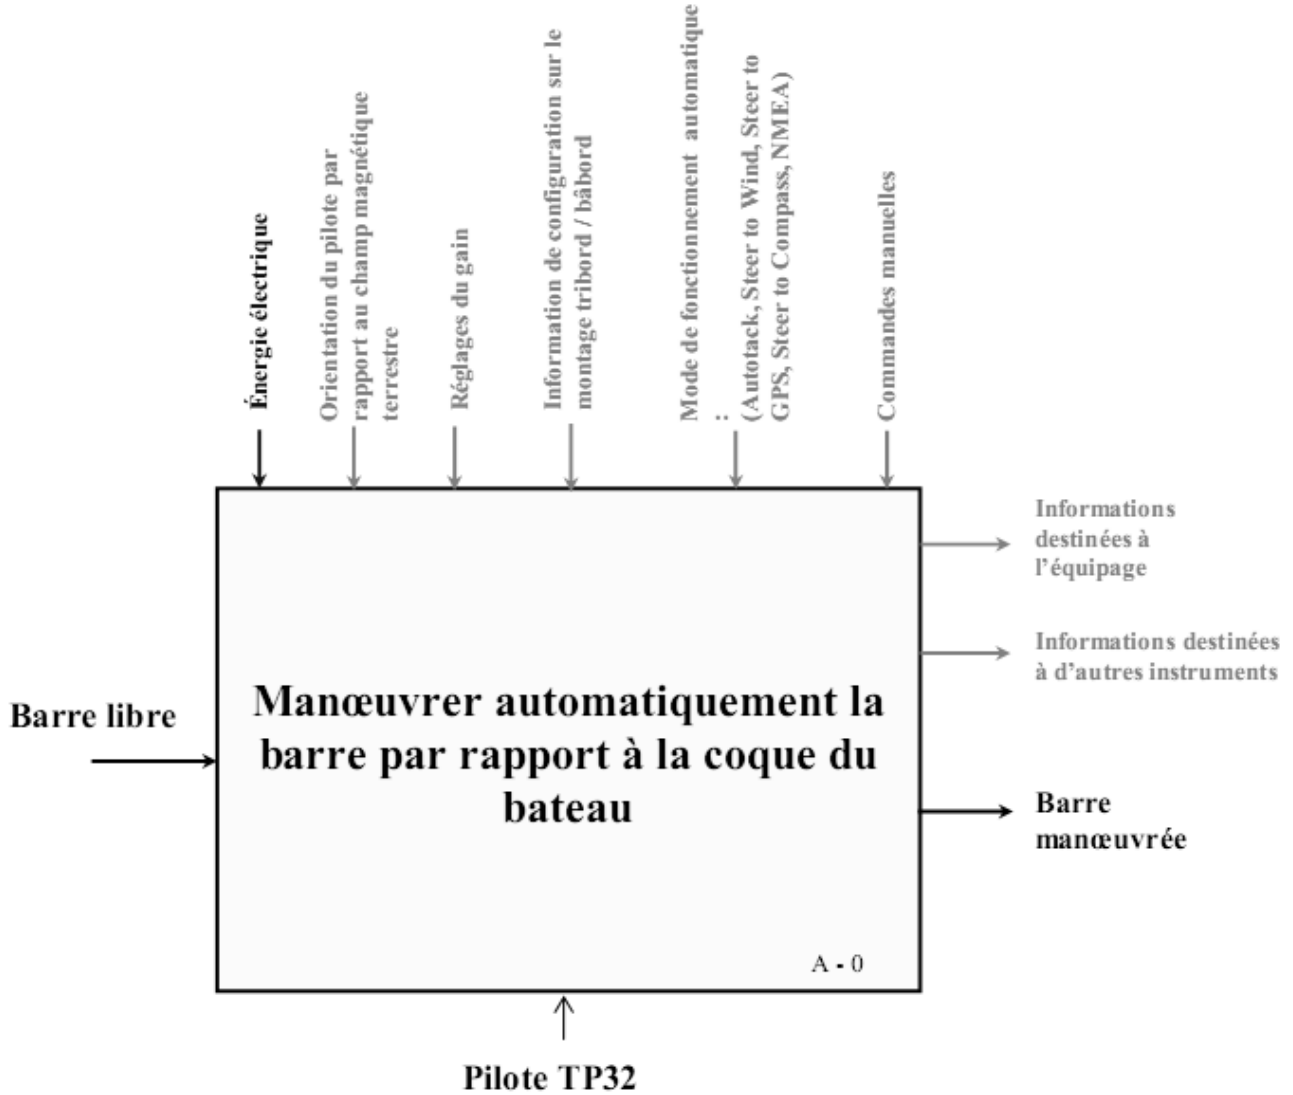 Énergie électrique
Orientation du pilote par
rapport au champ magnétique
terrestre
Réglages du gain
Information de configuration sur le
montage tribord / bâbord
Mode de fonctionnement automatique
:
(Autotack, Steer to Wind, Steer to
GPS, Steer to Compass, NMEA)
Commandes manuelles
Informations
destinées à
l'équipage
Informations destinées
à d'autres instruments
Barre libre
Manœuvrer automatiquement la
barre par rapport à la coque du
bateau
Barre
manœuvrée
A - 0
Pilote TP32